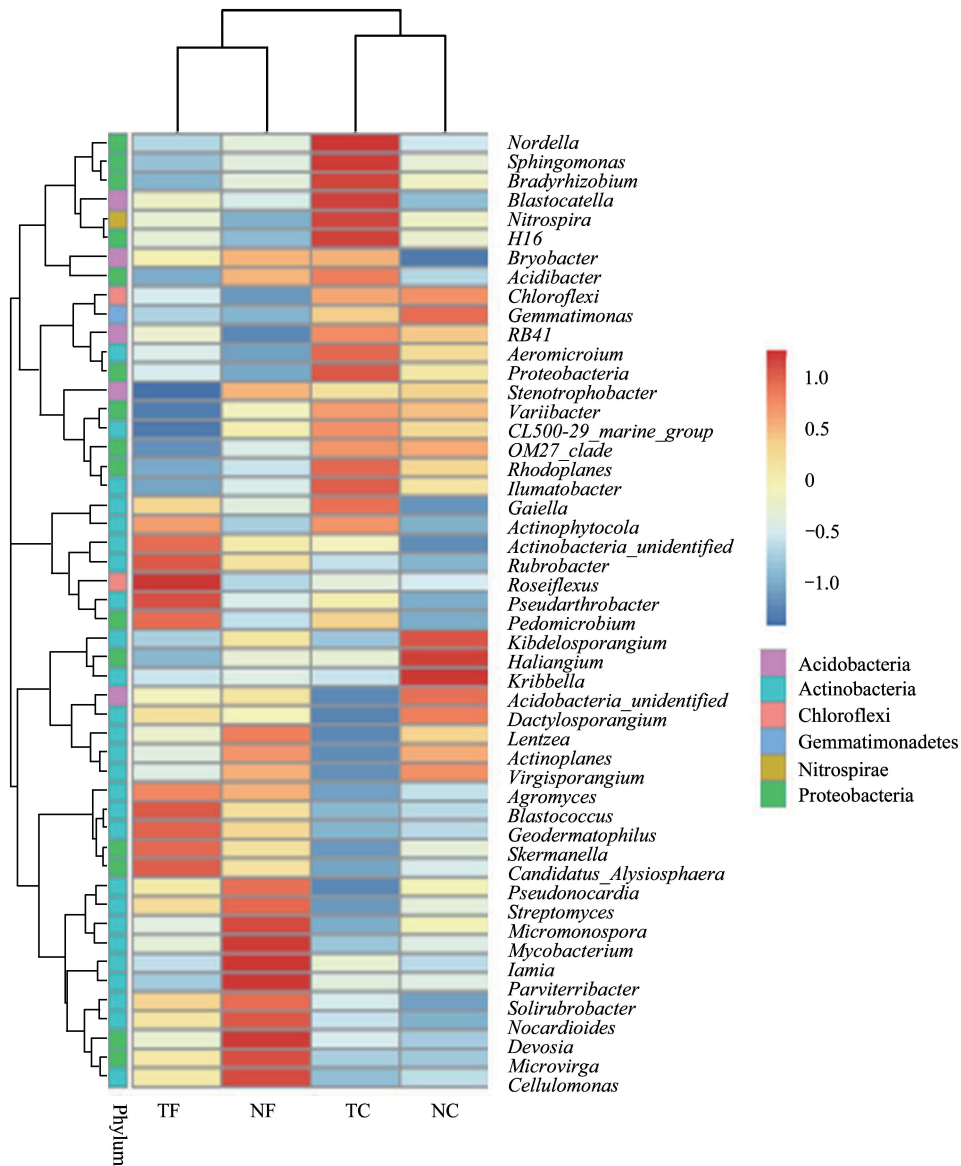 Nordella
Sphingomonas
Bradyrhizobium
Blastocatella
Nitrospira
H16
Bryobacter
Acidibacter
Chloroflexi
Gemmatimonas
RB41
Aeromicroium
Proteobacteria
Stenotrophobacter
Variibacter
CL500-29_marine_group
OM27_clade
Rhodoplanes
Ilumatobacter
Gaiella
Actinophytocola
Actinobacteria_unidentified
Rubrobacter
Roseiflexus
Pseudarthrobacter
Pedomicrobium
Kibdelosporangium
Haliangium
Kribbella
Acidobacteria_unidentified
Dactylosporangium
Lentzea
Actinoplanes
Virgisporangium
Agromyces
Blastococcus
Geodermatophilus
Skermanella
Candidatus_Alysiosphaera
Pseudonocardia
Streptomyces
Micromonospora
Mycobacterium
Iamia
Parviterribacter
Solirubrobacter
Nocardioides
Devosia
Microvirga
Cellulomonas
1.0
0.5
0
−0.5
−1.0
Acidobacteria
Actinobacteria
Chloroflexi
Gemmatimonadetes
Nitrospirae
Proteobacteria
Phylum
TF NF TC NC